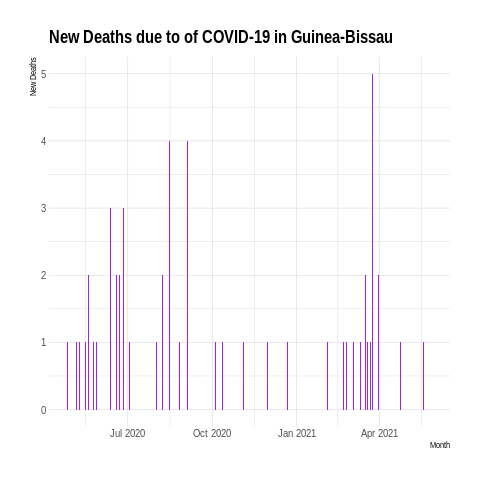 New Deaths due to of COVID-19 in Guinea-Bissau
New Deaths
5
4
3
2
1
0
Jul 2020 Oct 2020 Jan 2021 Apr 2021
Month